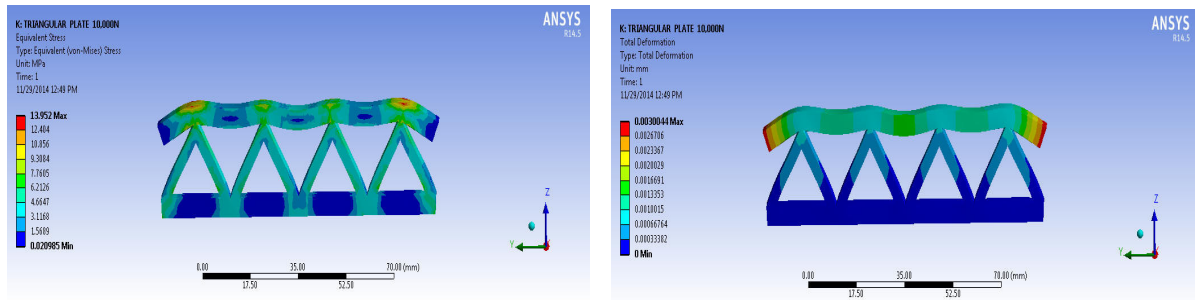 K: TRIANGULAR PLATE 10,000N
Equivalent Stress
Type: Equivalent (von-Mises) Stress
Unit: MPa
Time: 1
11/29/2014 12:49 PM
ANSYS
R14.5
13.952 Max
12.404
10.856
9.3084
7.7605
6.2126
4.6647
3.1168
1.5689
0.020985 Min
Z
Y
0.00 35.00 70.00 (mm)
17.50 52.50
K: TRIANGULAR PLATE 10,000N
Total Deformation
Type: Total Deformation
Unit: mm
Time: 1
11/29/2014 12:49 PM
ANSYS
R14.5
0.0030044 Max
0.0026706
0.0023367
0.0020029
0.0016691
0.0013353
0.0010015
0.00066764
0.00033382
0 Min
Z
Y
0.00 35.00 70.00 (mm)
17.50 52.50